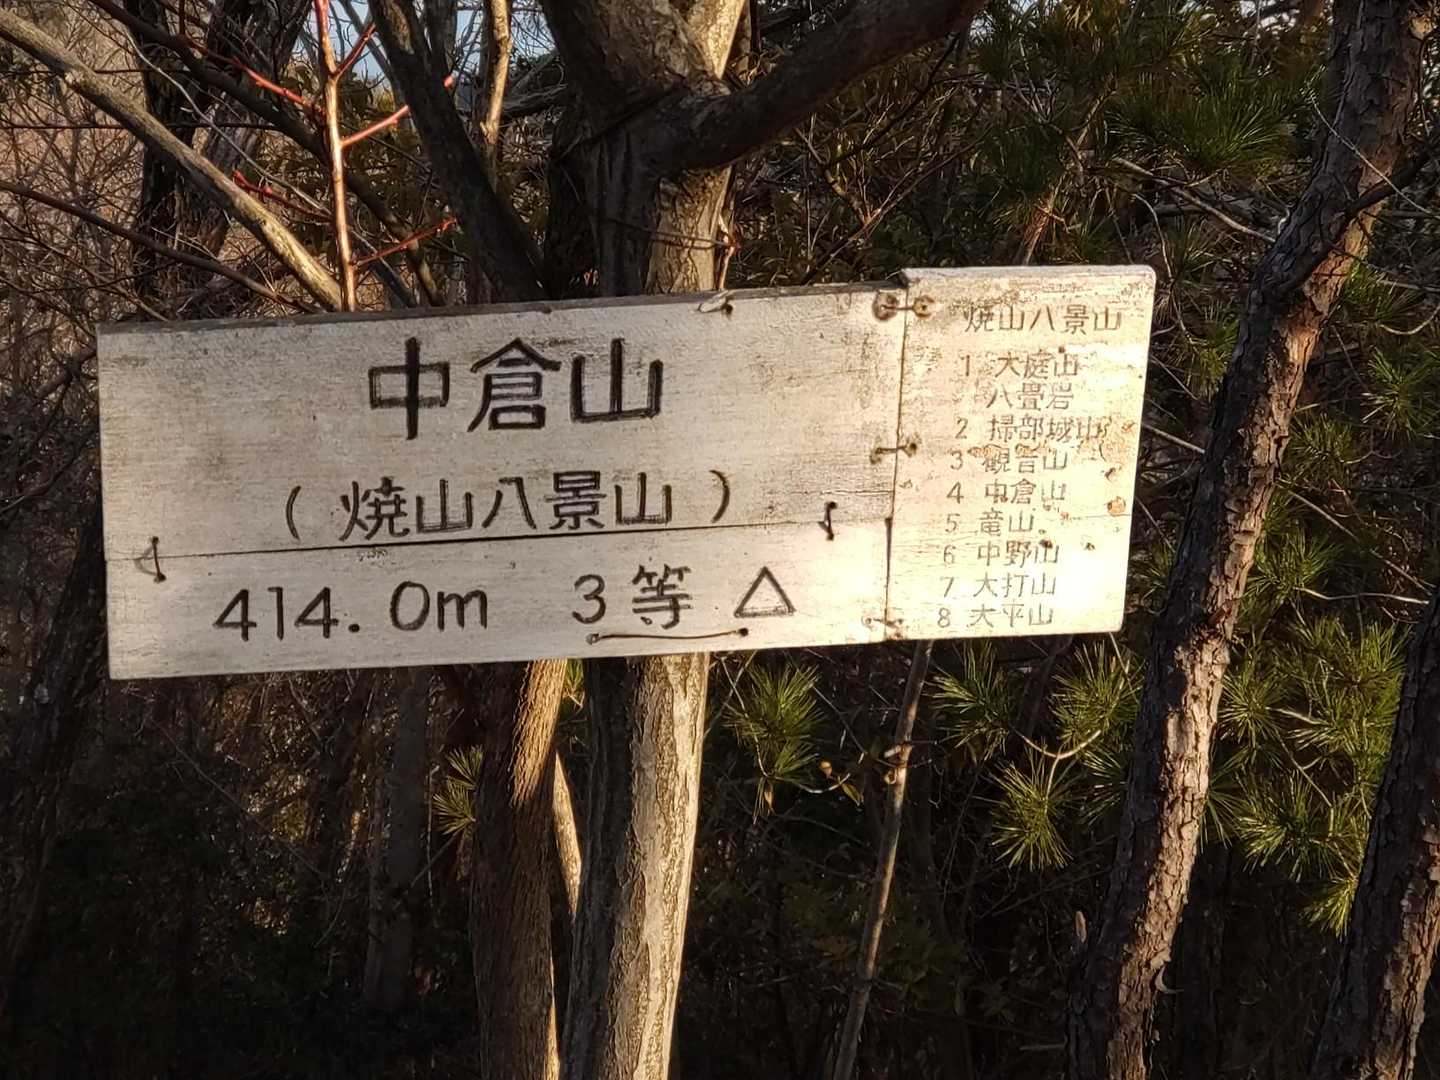 中倉山
(焼山八景山)
414.0m 3等 △
焼山八景山
1 大庭山
八畳岩
2 掃部城山
3 観音山
4 中倉山
5 竜山
6 中野山
7 大打山
8 大平山